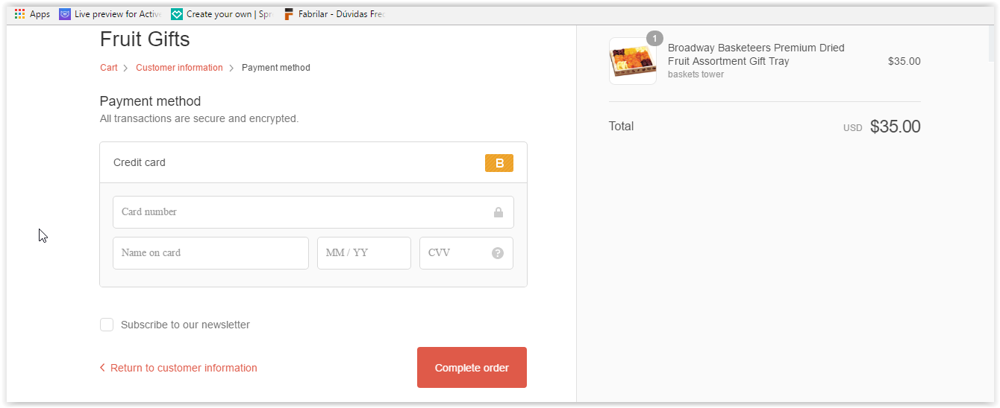 Apps Live preview for Active Create your own | Spr Fabrilar - Dúvidas Fred
Fruit Gifts
Cart > Customer information > Payment method
Payment method
All transactions are secure and encrypted.
Credit card B
Card number
Name on card MM / YY CVV ?
Subscribe to our newsletter
< Return to customer information Complete order
1
Broadway Basketeers Premium Dried
Fruit Assortment Gift Tray $35.00
baskets tower
Total USD $35.00